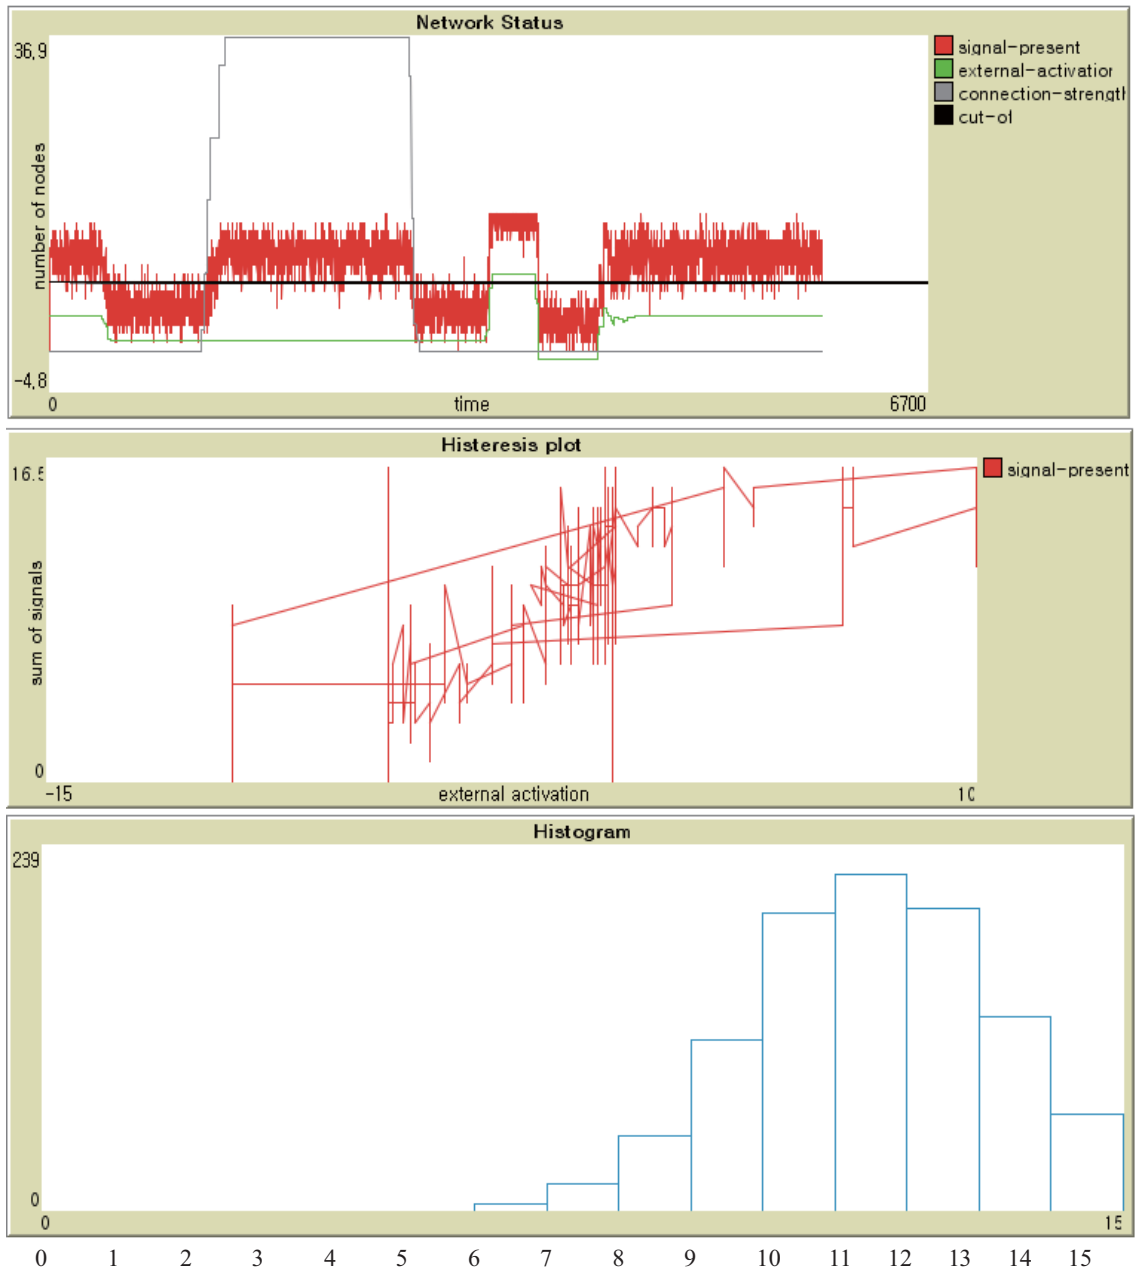 Network Status
36,9
number of nodes
-4,8
0
time
6700
signal-present
external-activatior
connection-strengtl
cut-of
Histeresis plot
16.5
sum of signals
0
-15
external activation
10
signal-present
Histogram
239
0
0
15
0 1 2 3 4 5 6 7 8 9 10 11 12 13 14 15